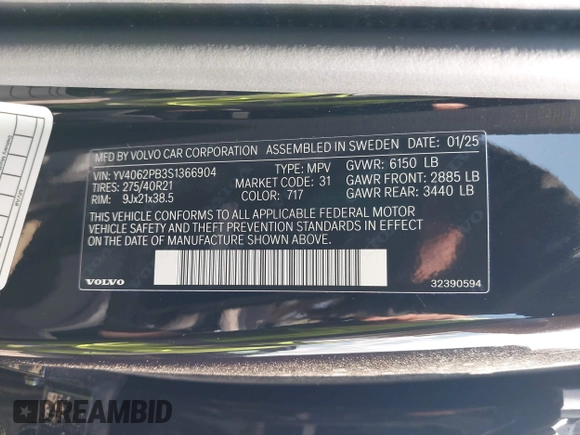 MFD BY VOLVO CAR CORPORATION ASSEMBLED IN SWEDEN DATE: 01/25
VIN: YV4062PB3S1366904 TYPE: MPV GVWR: 6150 LB
TIRES: 275/40R21 MARKET CODE: 31 GAWR FRONT: 2885 LB
RIM: 9Jx21x38.5 COLOR: 717 GAWR REAR: 3440 LB
THIS VEHICLE CONFORMS TO ALL APPLICABLE FEDERAL MOTOR
VEHICLE SAFETY AND THEFT PREVENTION STANDARDS IN EFFECT
ON THE DATE OF MANUFACTURE SHOWN ABOVE.
VOLVO 32390594
DREAMBID